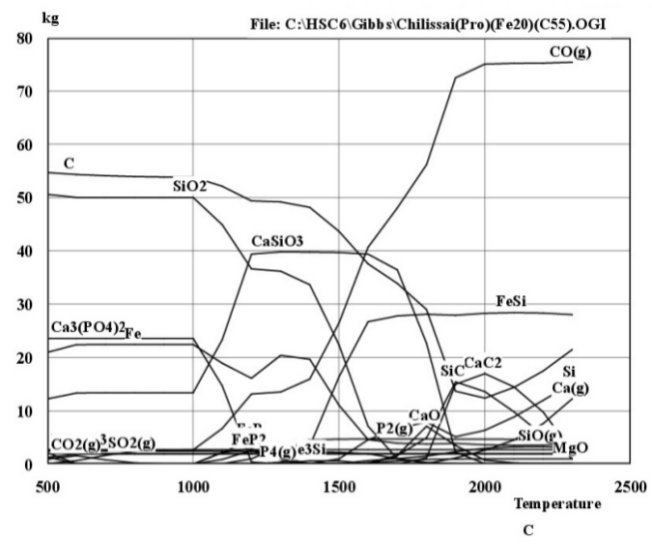 kg
File: C:\HSC6\Gibbs\Chilissai(Pro)(Fe20)(C55).OGI
80
CO(g)
70
60
C
SiO2
50
CaSiO3
40
FeSi
30
Ca3(PO4)2
Fe
20
CaC2
SiC
Si
Ca(g)
10
CaO
P2(g)
SiO(g)
FeP2
CO2(g)
SO2(g)
P4(g)
e3Si
MgO
0
500
1000
1500
2000
2500
Temperature
C